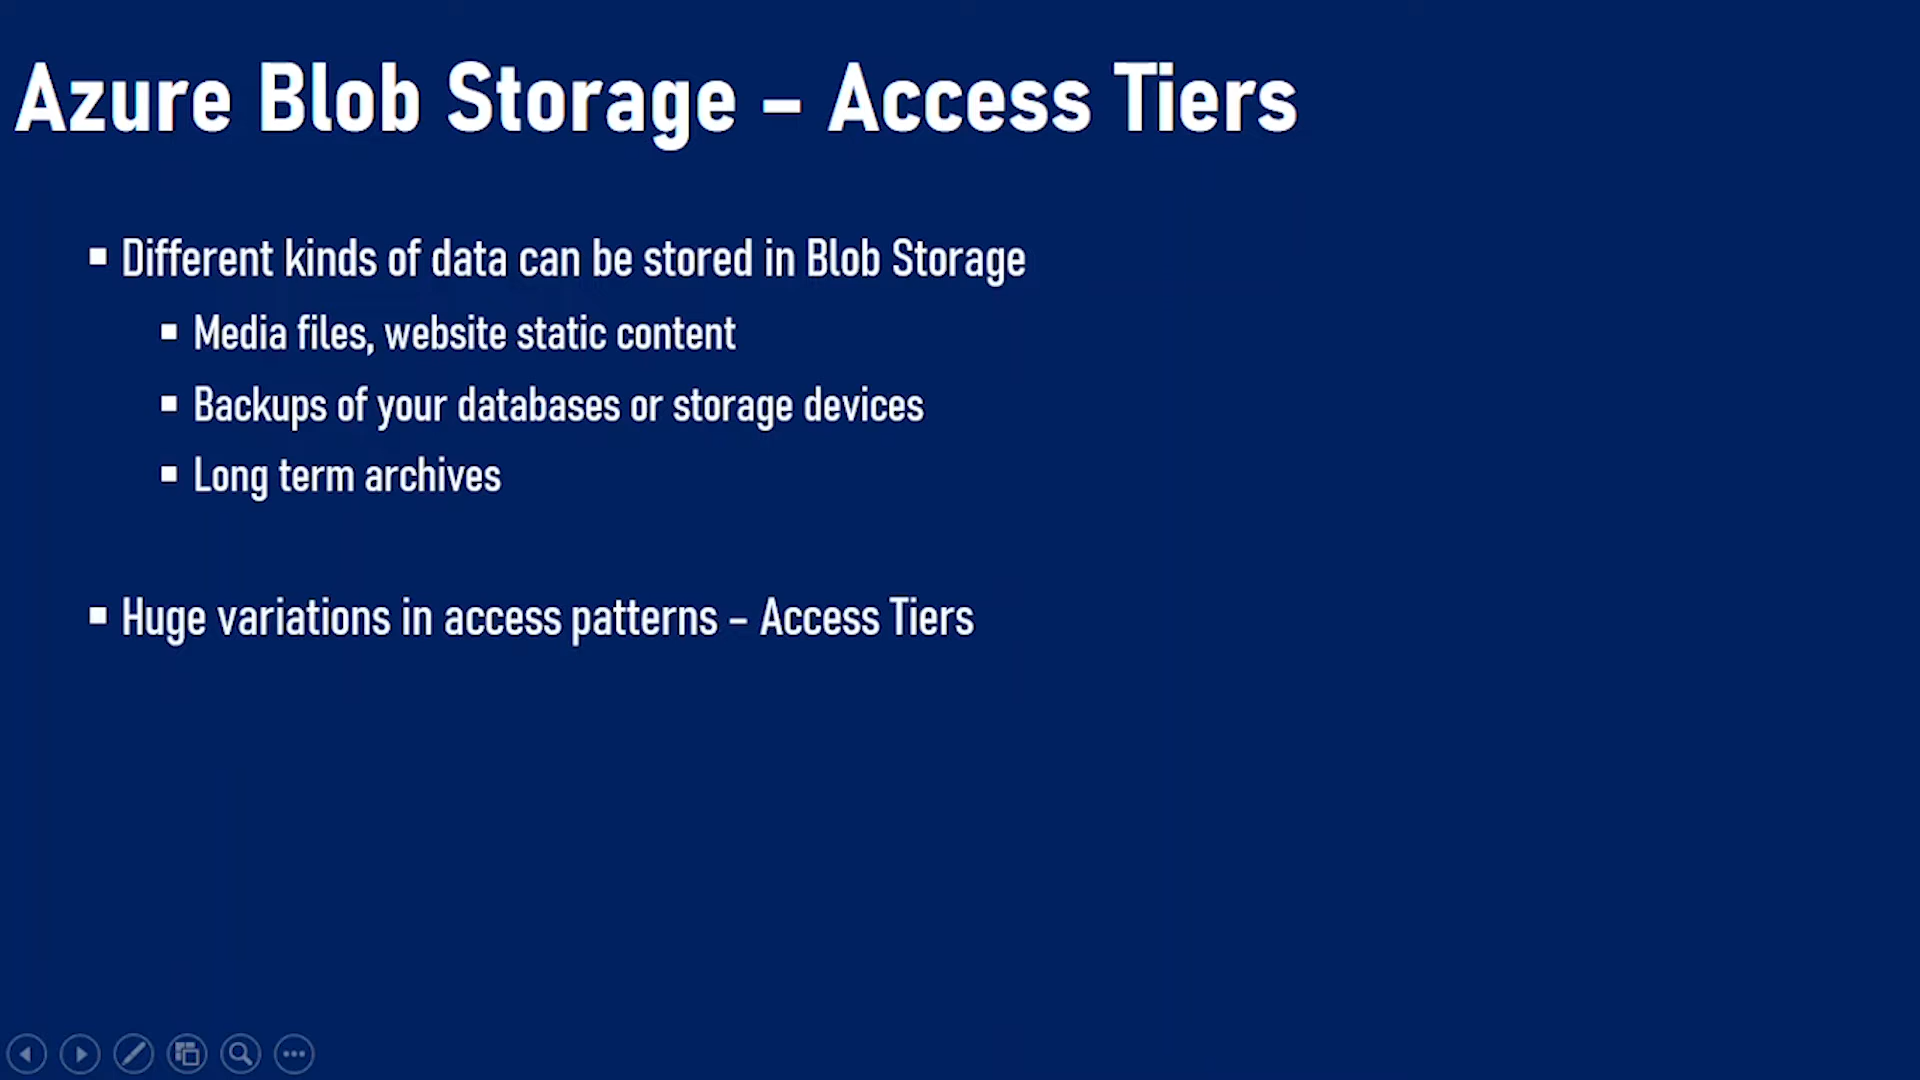 Azure Blob Storage – Access Tiers
▪ Different kinds of data can be stored in Blob Storage
▪ Media files, website static content
▪ Backups of your databases or storage devices
▪ Long term archives
▪ Huge variations in access patterns – Access Tiers